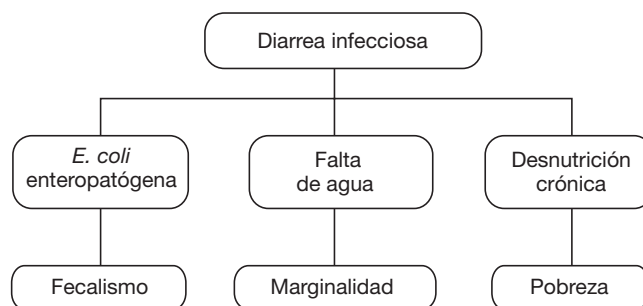 Diarrea infecciosa
E. coli
enteropatógena
Falta
de agua
Desnutrición
crónica
Fecalismo
Marginalidad
Pobreza